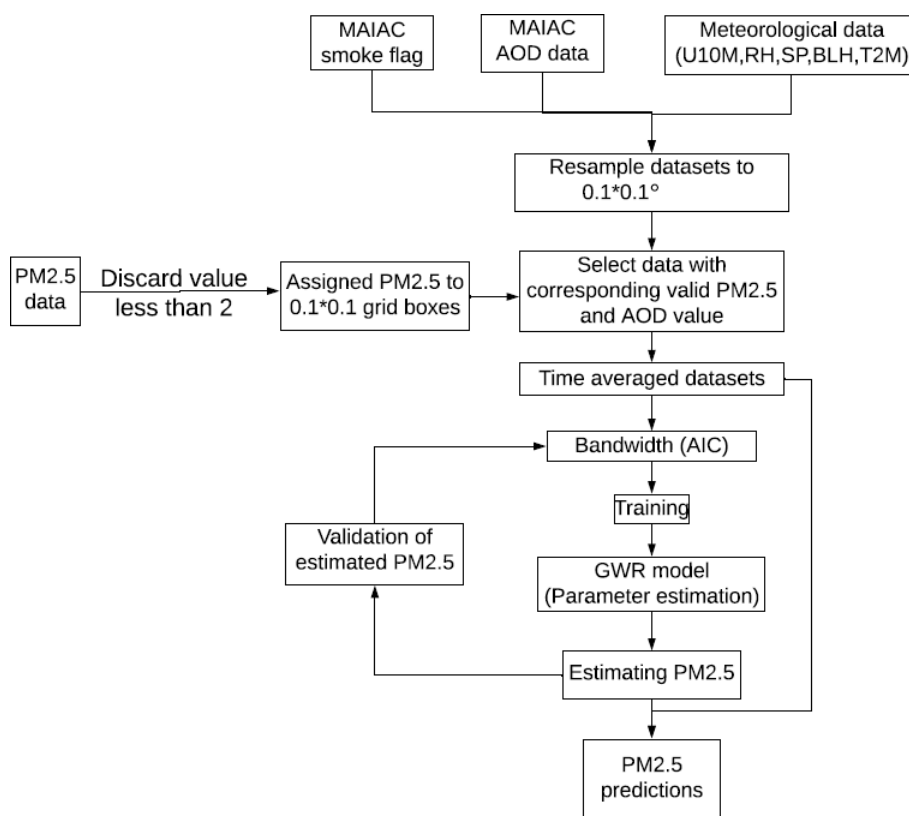 MAIAC
smoke flag
MAIAC
AOD data
Meteorological data
(U10M,RH,SP,BLH,T2M)
Resample datasets to
0.1*0.1°
PM2.5
data
Discard value
less than 2
Assigned PM2.5 to
0.1*0.1 grid boxes
Select data with
corresponding valid PM2.5
and AOD value
Time averaged datasets
Bandwidth (AIC)
Training
Validation of
estimated PM2.5
GWR model
(Parameter estimation)
Estimating PM2.5
PM2.5
predictions